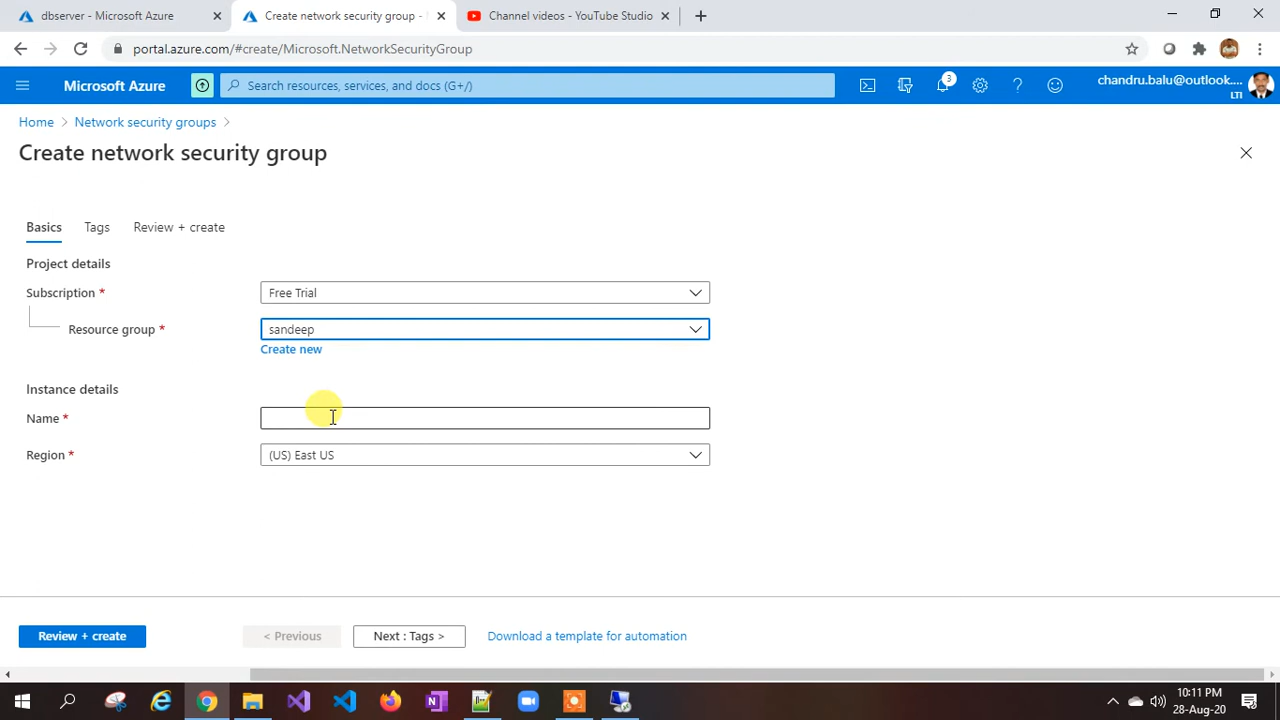 dbserver - Microsoft Azure
Create network security group -
Channel videos - YouTube Studio
portal.azure.com/#create/Microsoft.NetworkSecurityGroup
Microsoft Azure
Search resources, services, and docs (G+/)
3
chandru.balu@outlook....
LTI
Home > Network security groups >
Create network security group
Basics Tags Review + create
Project details
Subscription *
Free Trial
Resource group *
sandeep
Create new
Instance details
Name *
Region *
(US) East US
Review + create
< Previous
Next : Tags >
Download a template for automation
10:11 PM
28-Aug-20